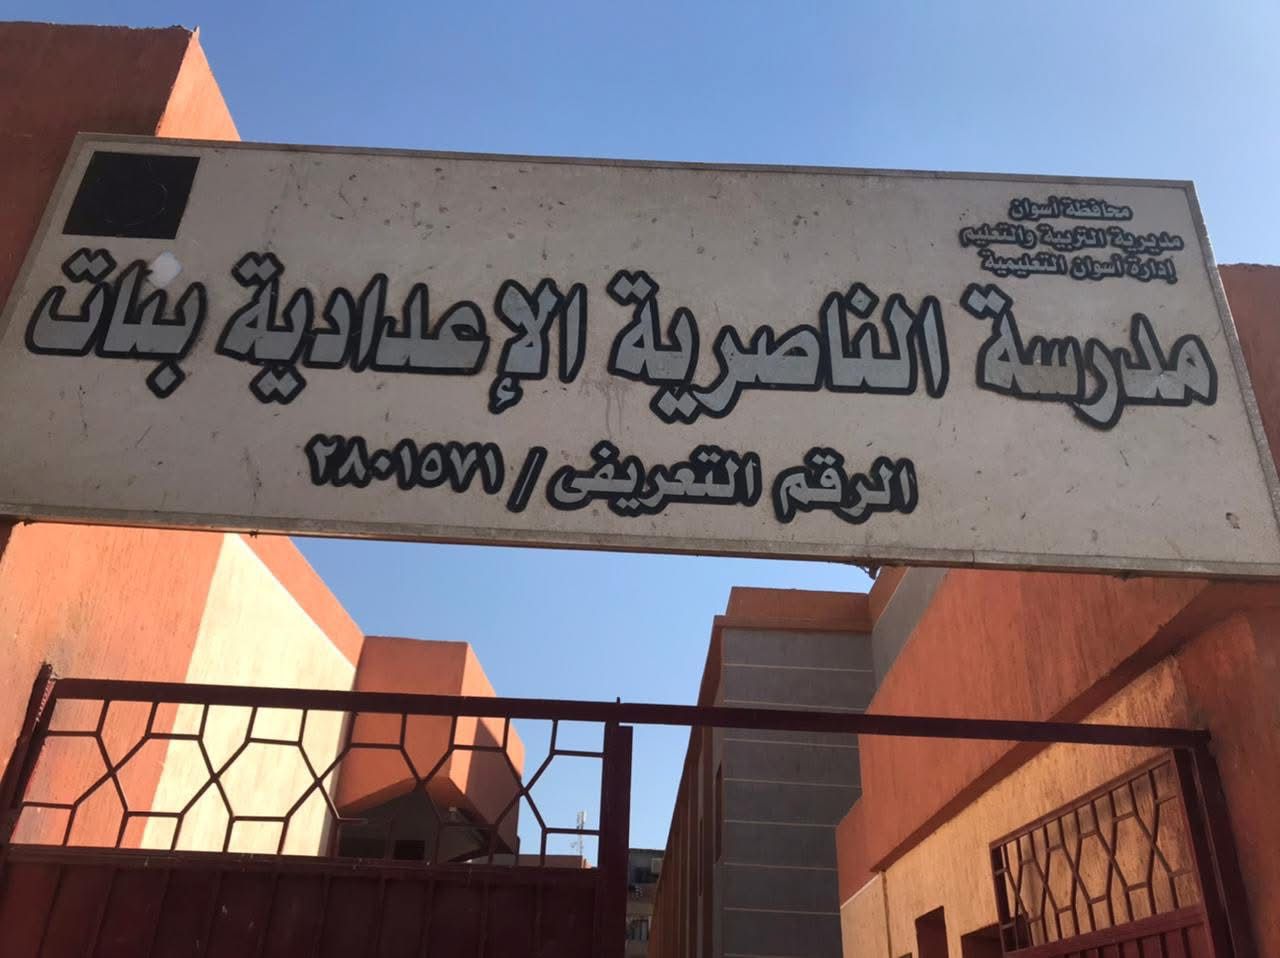 محافظة أسوان
مديرية التربية والتعليم
إدارة أسوان التعليمية
مدرسة الناصرية الإعدادية بنات
الرقم التعريفى / ٢٨٠١٥٧١